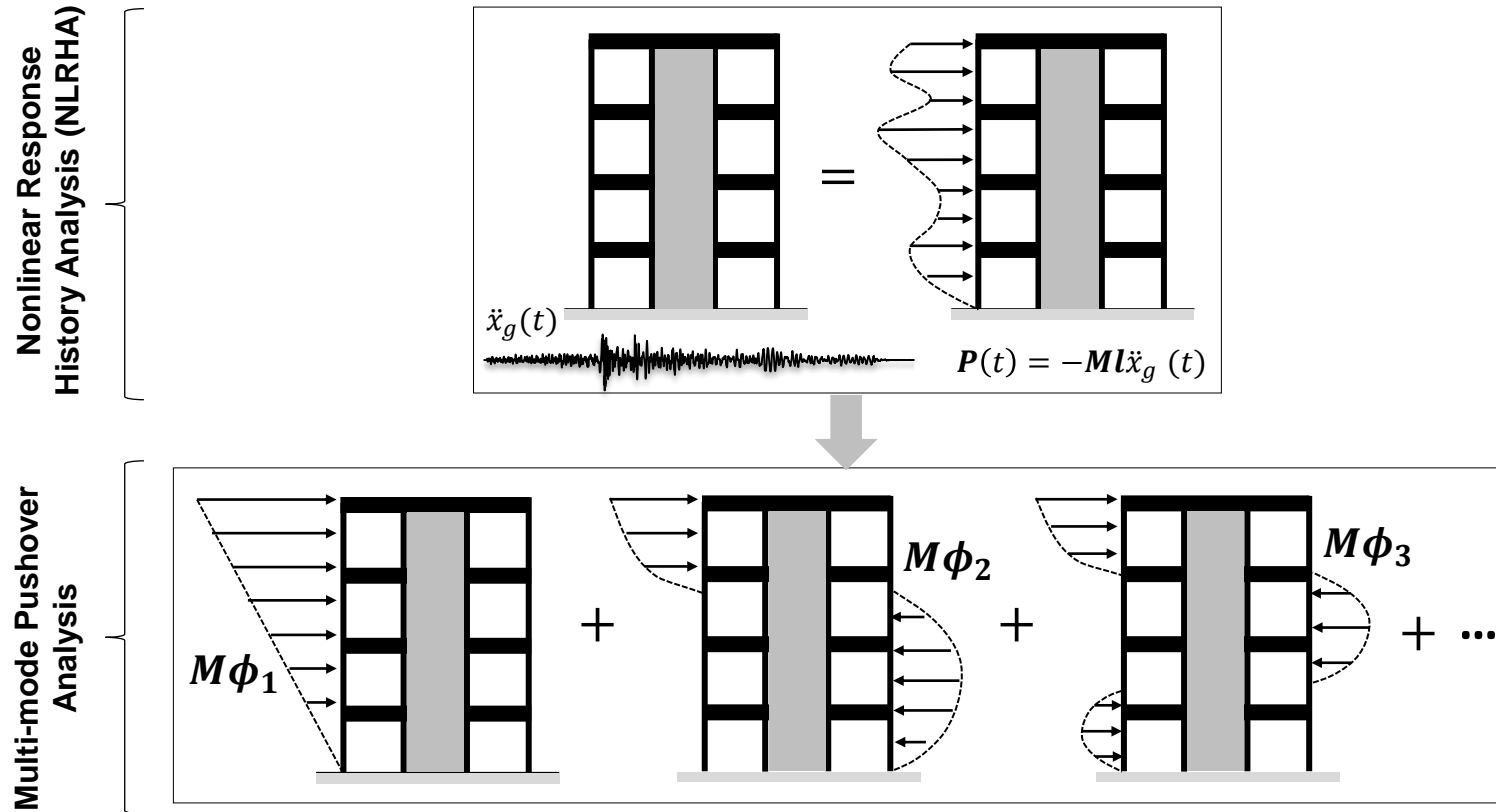 Nonlinear Response
History Analysis (NLRHA)
=
ẍ_g(t)
𝑷(t) = −𝑴𝒍ẍ_g (t)
Multi-mode Pushover
Analysis
𝑴𝝓₁
+
𝑴𝝓₂
+
𝑴𝝓₃
+ ...